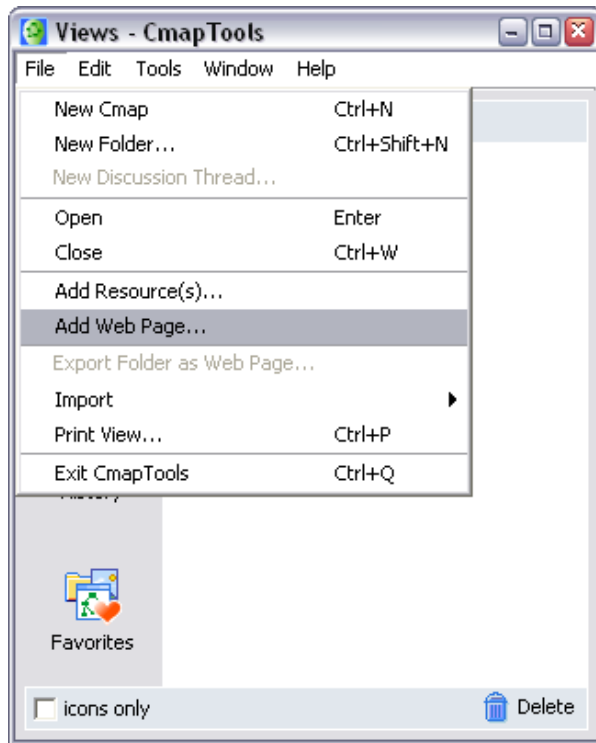 Views - CmapTools
File Edit Tools Window Help
New Cmap Ctrl+N
New Folder... Ctrl+Shift+N
New Discussion Thread...
Open Enter
Close Ctrl+W
Add Resource(s)...
Add Web Page...
Export Folder as Web Page...
Import
Print View... Ctrl+P
Exit CmapTools Ctrl+Q
Favorites
icons only Delete